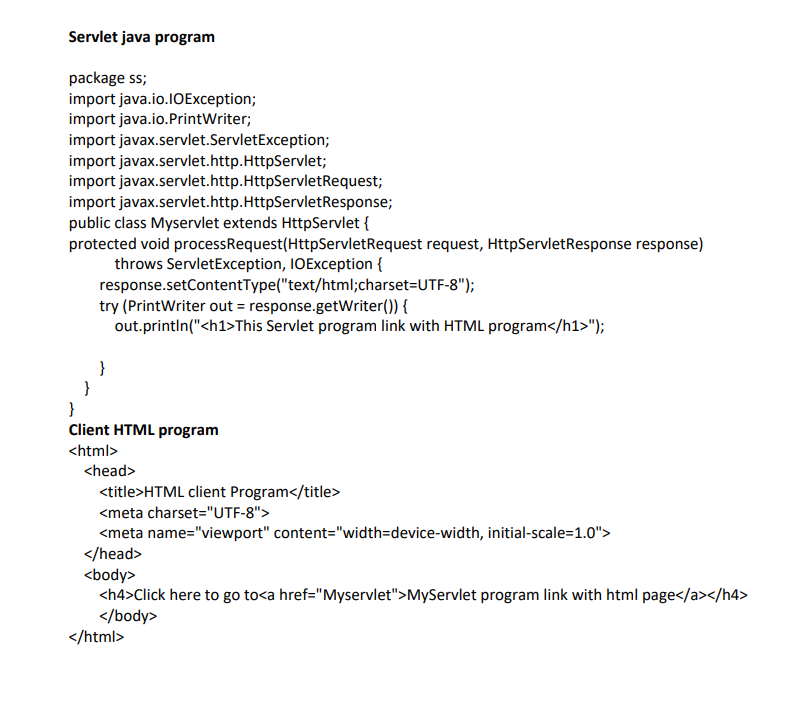 Servlet java program
package ss;
import java.io.IOException;
import java.io.PrintWriter;
import javax.servlet.ServletException;
import javax.servlet.http.HttpServlet;
import javax.servlet.http.HttpServletRequest;
import javax.servlet.http.HttpServletResponse;
public class Myservlet extends HttpServlet {
protected void processRequest(HttpServletRequest request, HttpServletResponse response)
throws ServletException, IOException {
response.setContentType("text/html;charset=UTF-8");
try (PrintWriter out = response.getWriter()) {
out.println("<h1>This Servlet program link with HTML program</h1>");
}
}
}
Client HTML program
<html>
<head>
<title>HTML client Program</title>
<meta charset="UTF-8">
<meta name="viewport" content="width=device-width, initial-scale=1.0">
</head>
<body>
<h4>Click here to go to<a href="Myservlet">MyServlet program link with html page</a></h4>
</body>
</html>